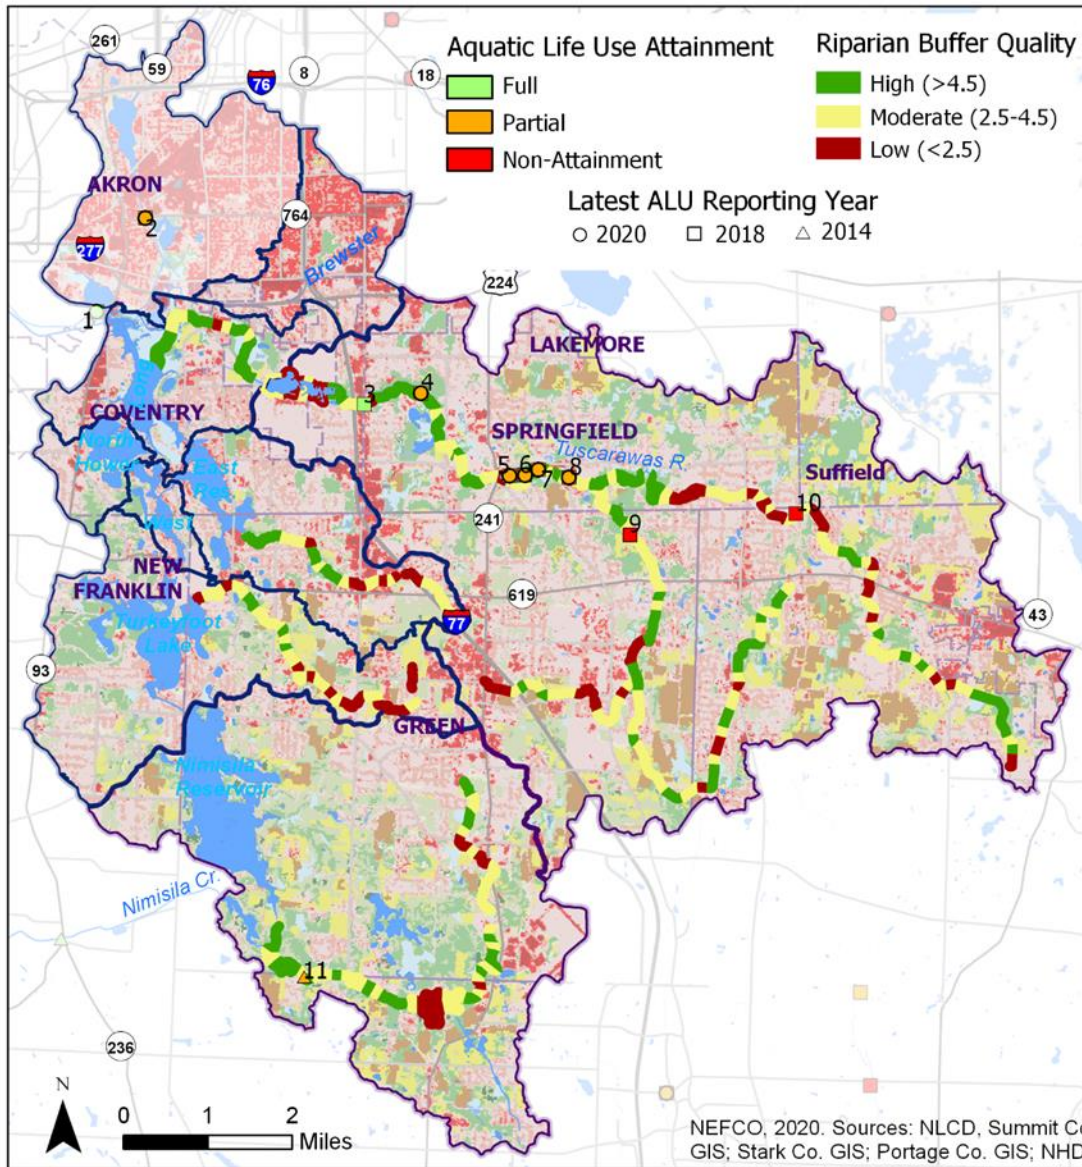 261
59
76
8
18
Aquatic Life Use Attainment
Full
Partial
Non-Attainment
Riparian Buffer Quality
High (>4.5)
Moderate (2.5-4.5)
Low (<2.5)
Latest ALU Reporting Year
2020
2018
2014
AKRON
2
764
277
Brewster
224
1
LAKEMORE
3
4
COVENTRY
SPRINGFIELD
North
Hower
East
Res.
Tuscarawas R.
Suffield
5
6
7
8
West
241
9
10
NEW
FRANKLIN
619
77
43
Turkeyfoot
Lake
93
GREEN
Nimisila
Reservoir
Nimisila Cr.
11
236
N
0
1
2
Miles
NEFCO, 2020. Sources: NLCD, Summit Co
GIS; Stark Co. GIS; Portage Co. GIS; NHD